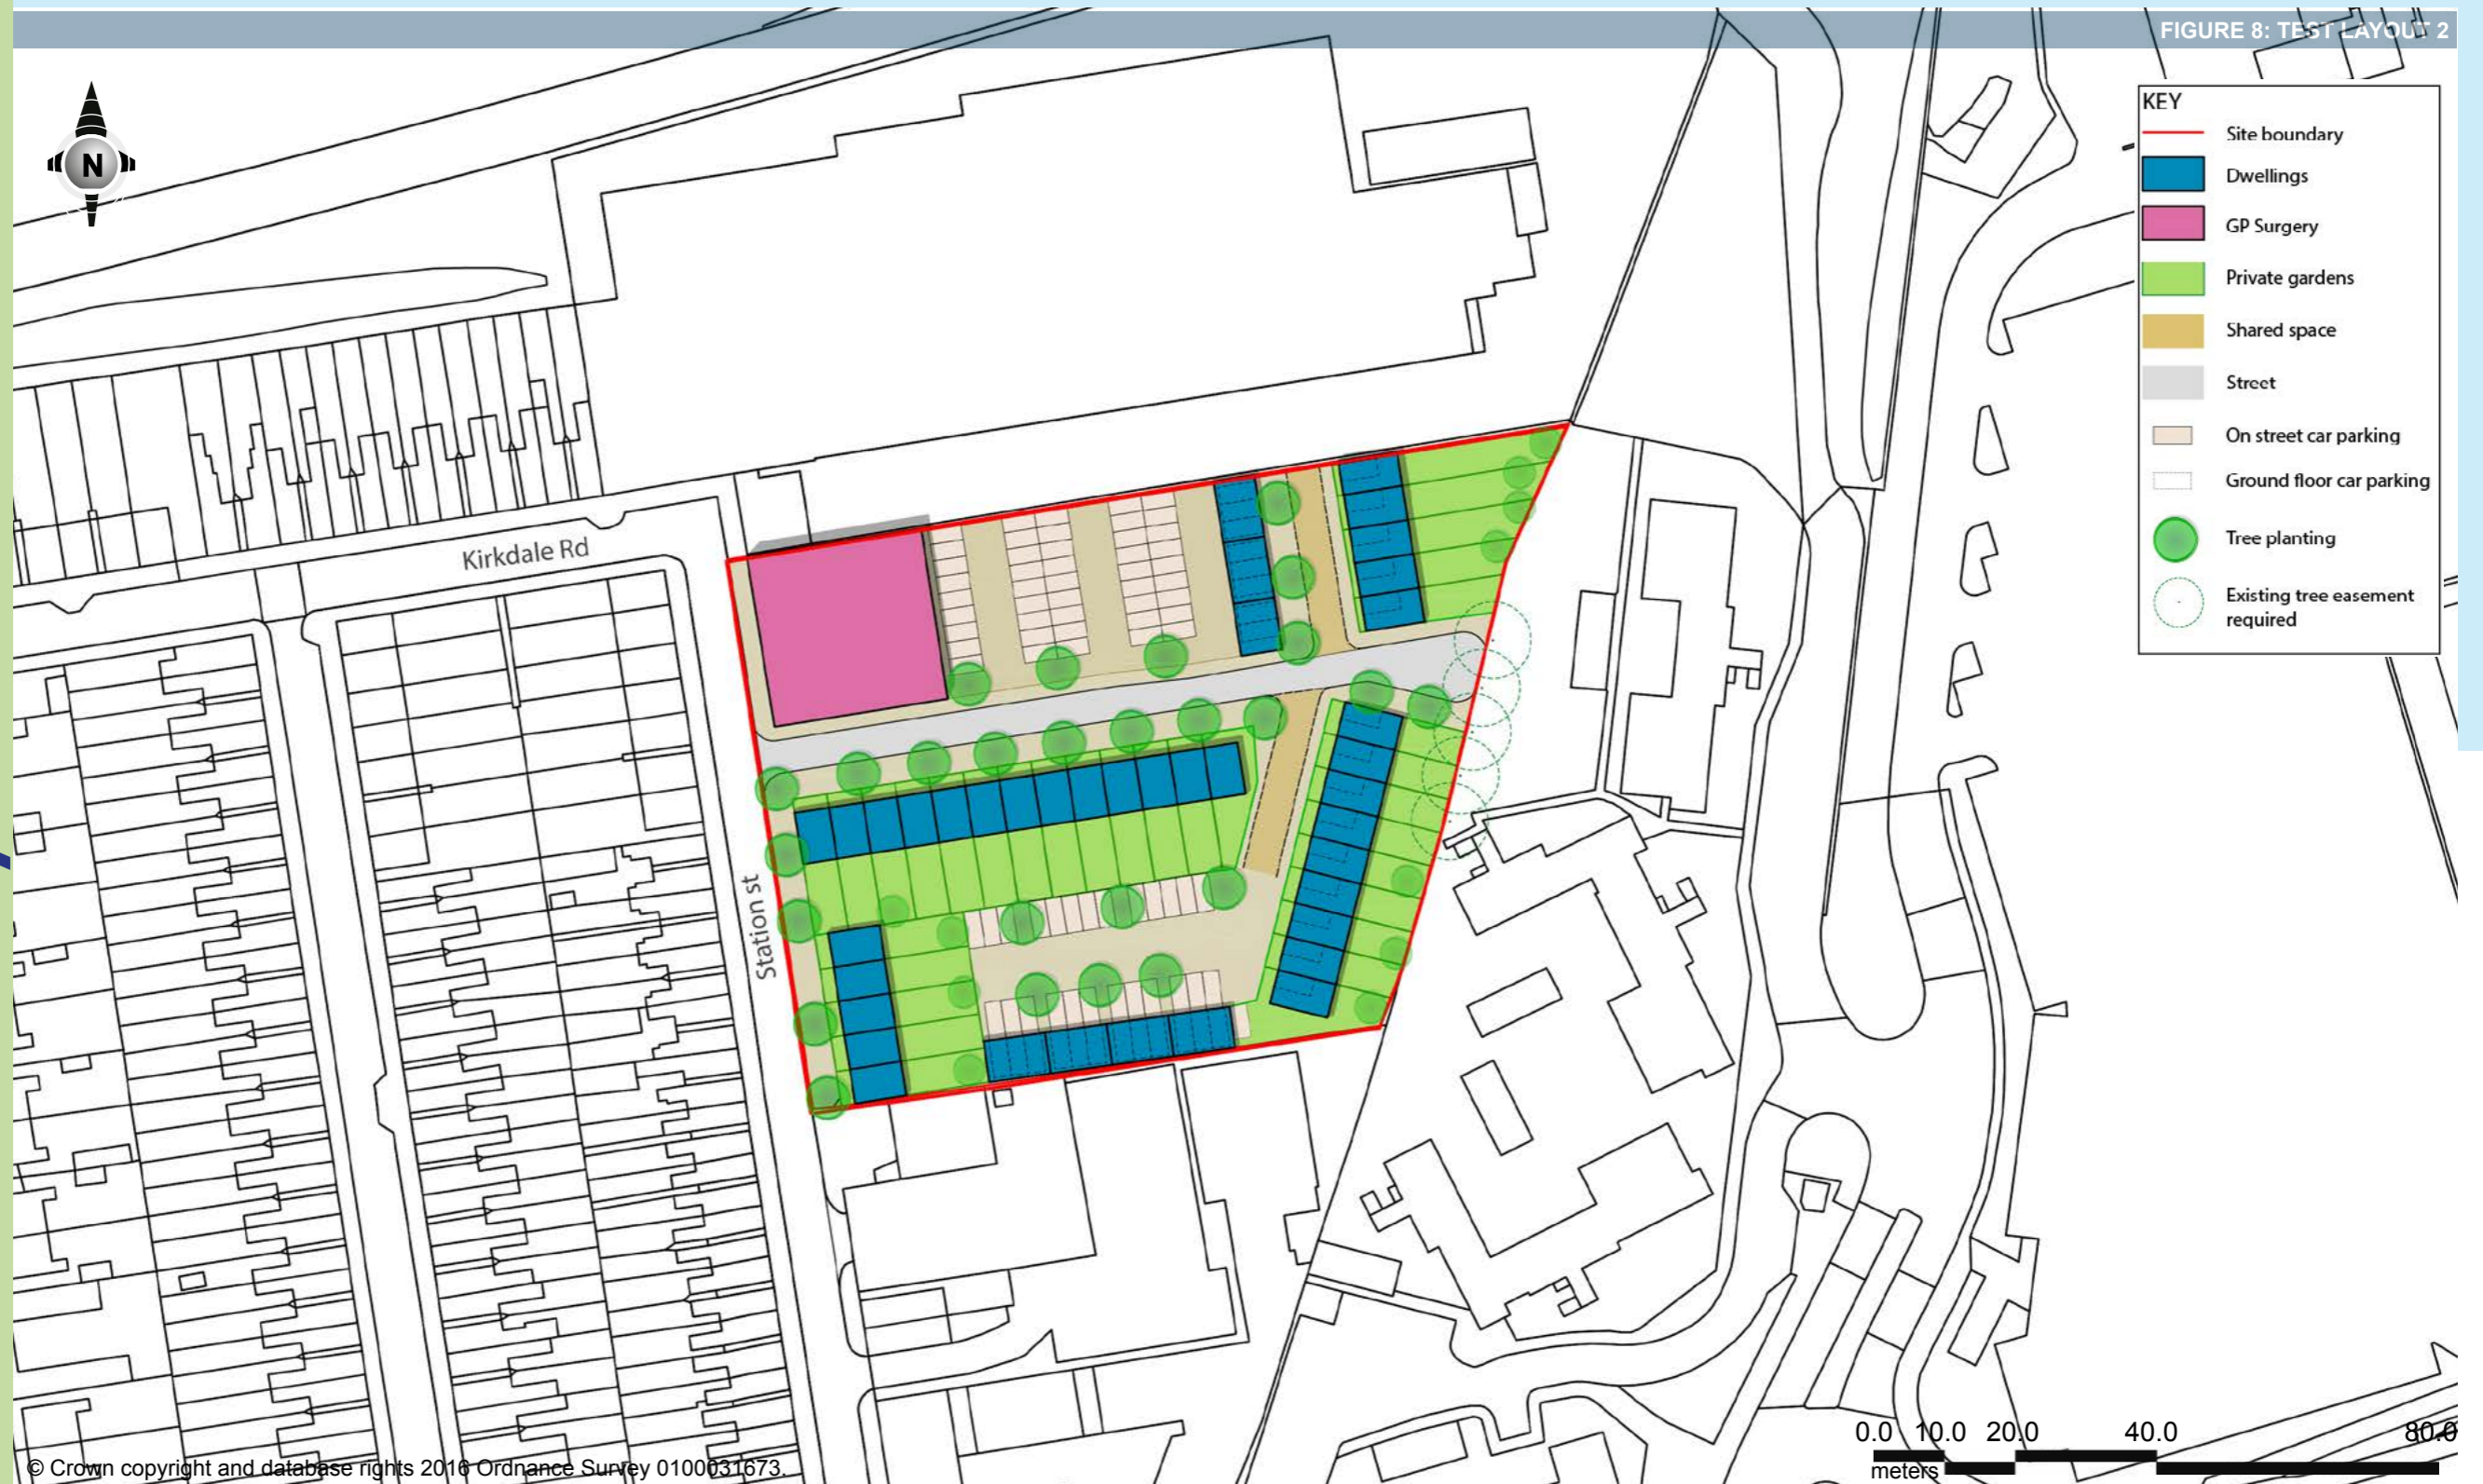 FIGURE 8: TEST LAYOUT 2
N
KEY
Site boundary
Dwellings
GP Surgery
Private gardens
Shared space
Street
On street car parking
Ground floor car parking
Tree planting
Existing tree easement
required
Kirkdale Rd
Station st
0.0 10.0 20.0 40.0 80.0
meters
© Crown copyright and database rights 2016 Ordnance Survey 0100031673.